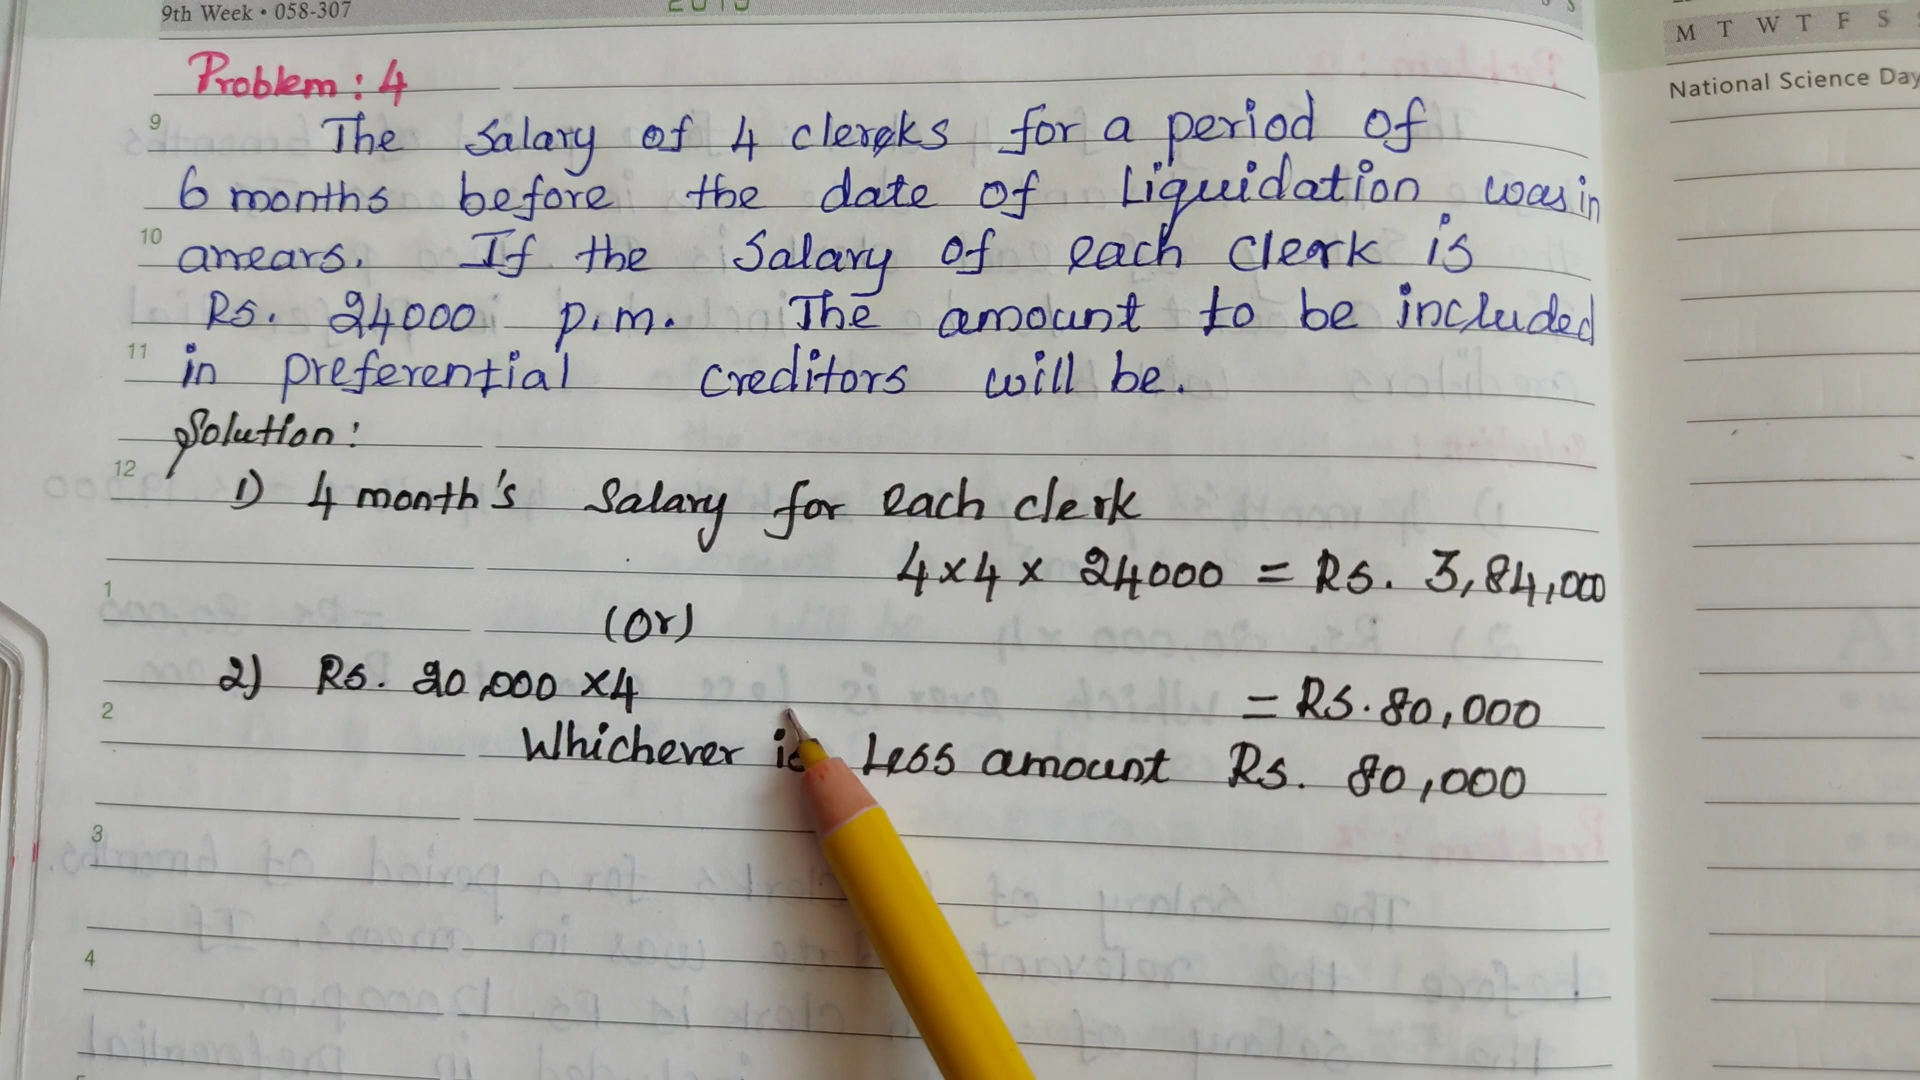 9th Week • 058-307
M T W T F S
National Science Day
Problem : 4
9
The Salary of 4 clercks for a period of
6 months before the date of Liquidation was in
10
arrears. If the Salary of each clerk is
Rs. 24000 p.m. The amount to be included
11
in preferential creditors will be.
Solution :
12
1) 4 month's Salary for each clerk
4x4x 24000 = Rs. 3,84,000
1
(Or)
2) Rs. 20,000 x4 = Rs. 80,000
2
Whichever is Less amount Rs. 80,000
3
4